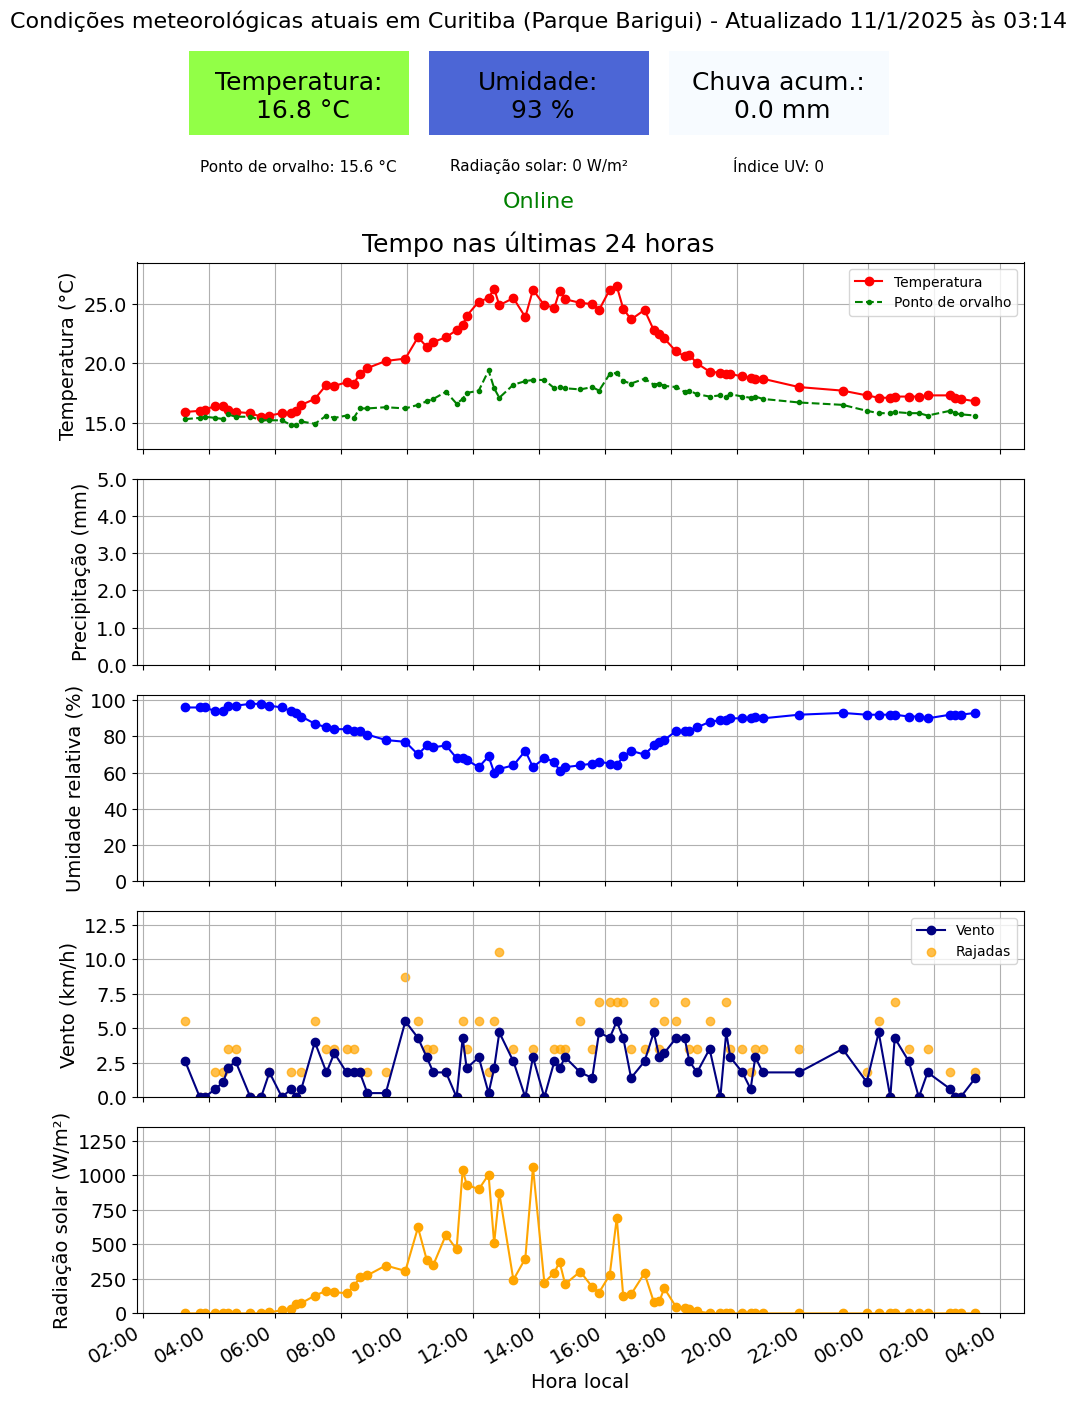 Condições meteorológicas atuais em Curitiba (Parque Barigui) - Atualizado 11/1/2025 às 03:14
Temperatura:
16.8 °C
Umidade:
93 %
Chuva acum.:
0.0 mm
Ponto de orvalho: 15.6 °C
Radiação solar: 0 W/m²
Índice UV: 0
Online
Tempo nas últimas 24 horas
Temperatura (°C)
25.0
20.0
15.0
Temperatura
Ponto de orvalho
Precipitação (mm)
5.0
4.0
3.0
2.0
1.0
0.0
Umidade relativa (%)
100
80
60
40
20
0
Vento (km/h)
12.5
10.0
7.5
5.0
2.5
0.0
Vento
Rajadas
Radiação solar (W/m²)
1250
1000
750
500
250
0
02:00
04:00
06:00
08:00
10:00
12:00
14:00
16:00
18:00
20:00
22:00
00:00
02:00
04:00
Hora local